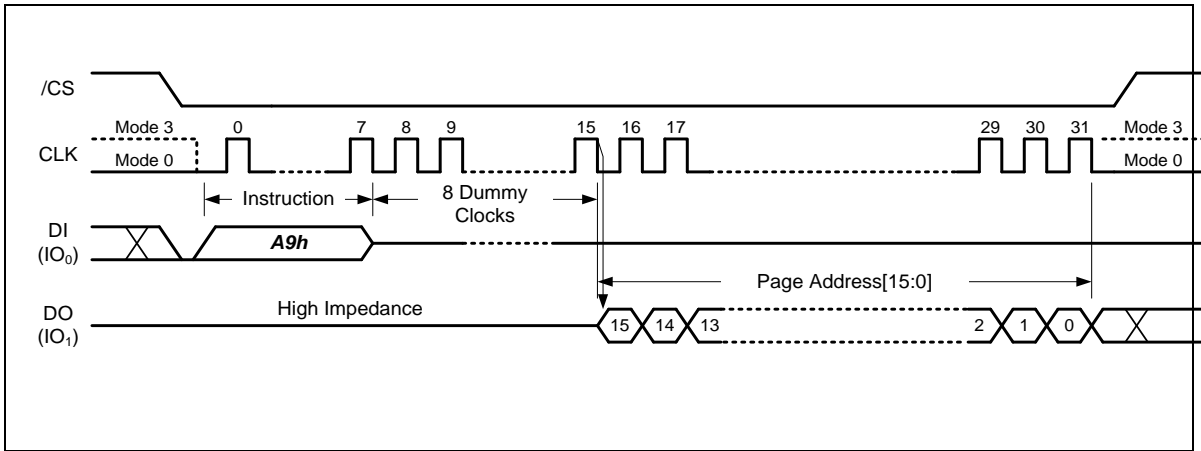 /CS
Mode 3 0 7 8 9 15 16 17 29 30 31 Mode 3
CLK
Mode 0 Mode 0
Instruction 8 Dummy
Clocks
DI
(IO0)
A9h
Page Address[15:0]
High Impedance
DO
(IO1)
15 14 13 2 1 0